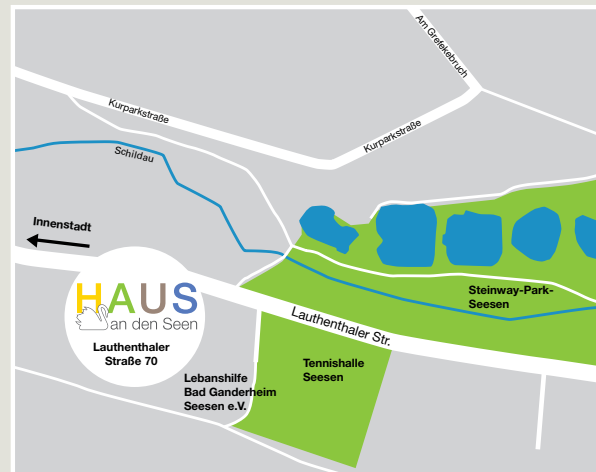 Am Grefekebruch
Kurparkstraße
Kurparkstraße
Schildau
Innenstadt
HAUS
an den Seen
Lauthenthaler
Straße 70
Steinway-Park-
Seesen
Lauthenthaler Str.
Tennishalle
Seesen
Lebanshilfe
Bad Ganderheim
Seesen e.V.